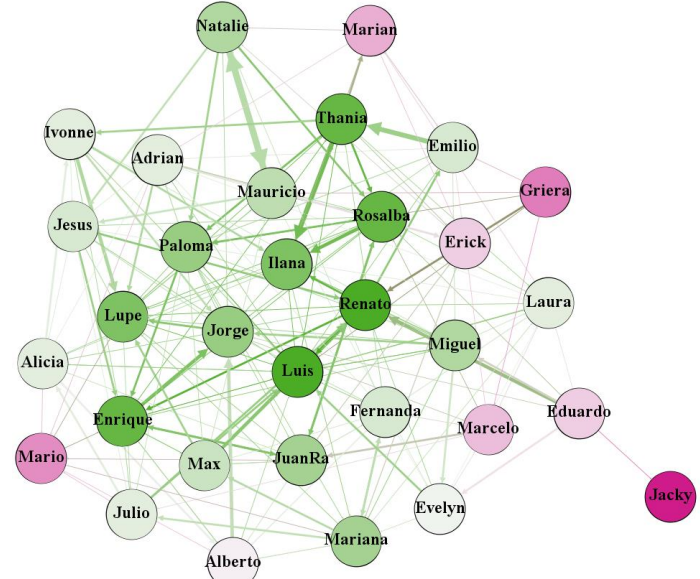 Natalie
Marian
Thania
Ivonne
Emilio
Adrian
Mauricio
Griera
Jesus
Rosalba
Paloma
Erick
Ilana
Renato
Laura
Lupe
Jorge
Miguel
Alicia
Luis
Enrique
Fernanda
Eduardo
Marcelo
Mario
Max
JuanRa
Jacky
Julio
Evelyn
Mariana
Alberto